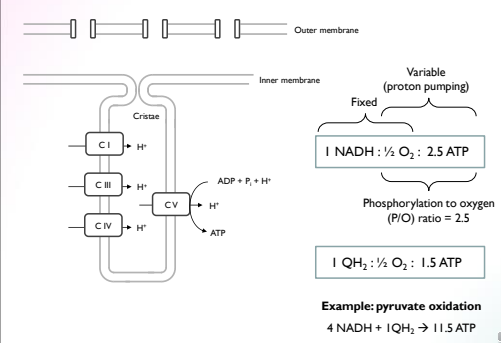 Outer membrane
Inner membrane
Cristae
C I
H⁺
C III
H⁺
C IV
H⁺
C V
ADP + Pᵢ + H⁺
H⁺
ATP
Variable
(proton pumping)
Fixed
1 NADH : ½ O₂ : 2.5 ATP
Phosphorylation to oxygen
(P/O) ratio = 2.5
1 QH₂ : ½ O₂ : 1.5 ATP
Example: pyruvate oxidation
4 NADH + 1QH₂ → 11.5 ATP